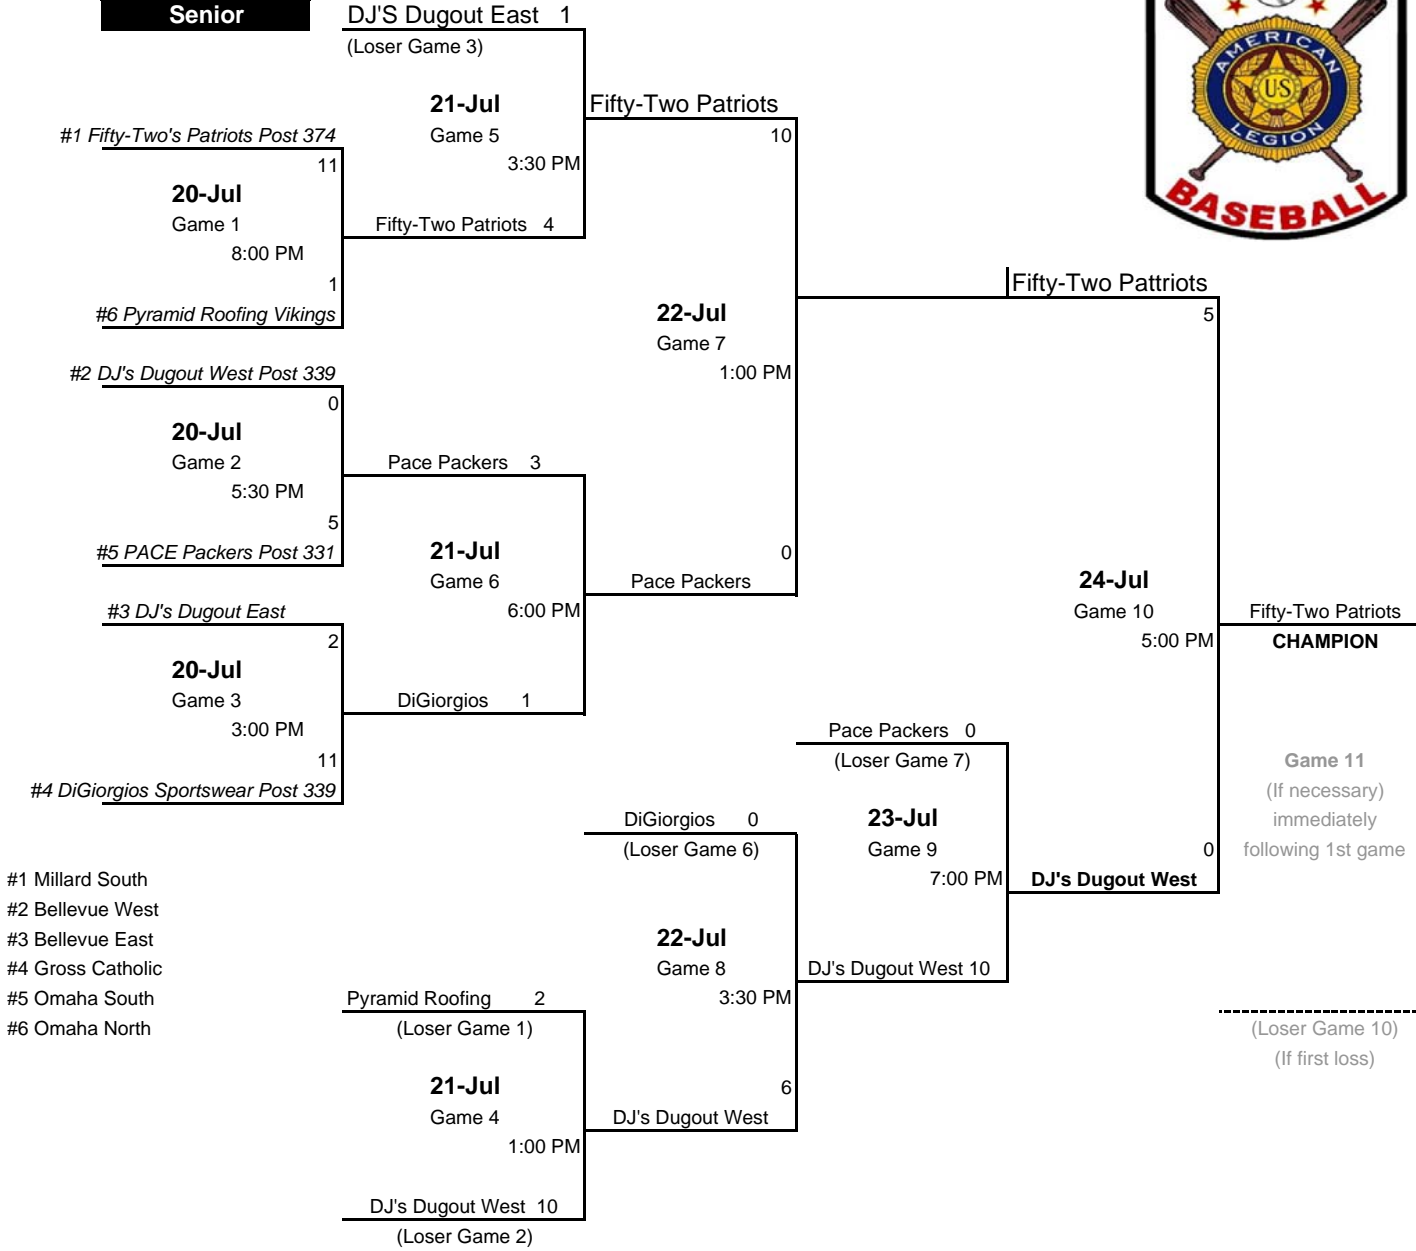 Senior
DJ'S Dugout East 1
(Loser Game 3)
21-Jul
Game 5
3:30 PM
Fifty-Two Patriots
10
#1 Fifty-Two's Patriots Post 374
11
20-Jul
Game 1
8:00 PM
1
#6 Pyramid Roofing Vikings
Fifty-Two Patriots 4
AMERICAN
US
LEGION
BASEBALL
22-Jul
Game 7
1:00 PM
Fifty-Two Pattriots
5
#2 DJ's Dugout West Post 339
0
20-Jul
Game 2
5:30 PM
5
#5 PACE Packers Post 331
Pace Packers 3
21-Jul
Game 6
6:00 PM
0
Pace Packers
#3 DJ's Dugout East
2
20-Jul
Game 3
3:00 PM
11
#4 DiGiorgios Sportswear Post 339
DiGiorgios 1
24-Jul
Game 10
5:00 PM
Fifty-Two Patriots
CHAMPION
Pace Packers 0
(Loser Game 7)
23-Jul
Game 9
7:00 PM
0
DJ's Dugout West
Game 11
(If necessary)
immediately
following 1st game
DiGiorgios 0
(Loser Game 6)
22-Jul
Game 8
3:30 PM
DJ's Dugout West 10
#1 Millard South
#2 Bellevue West
#3 Bellevue East
#4 Gross Catholic
#5 Omaha South
#6 Omaha North
Pyramid Roofing 2
(Loser Game 1)
21-Jul
Game 4
1:00 PM
6
DJ's Dugout West
DJ's Dugout West 10
(Loser Game 2)
(Loser Game 10)
(If first loss)